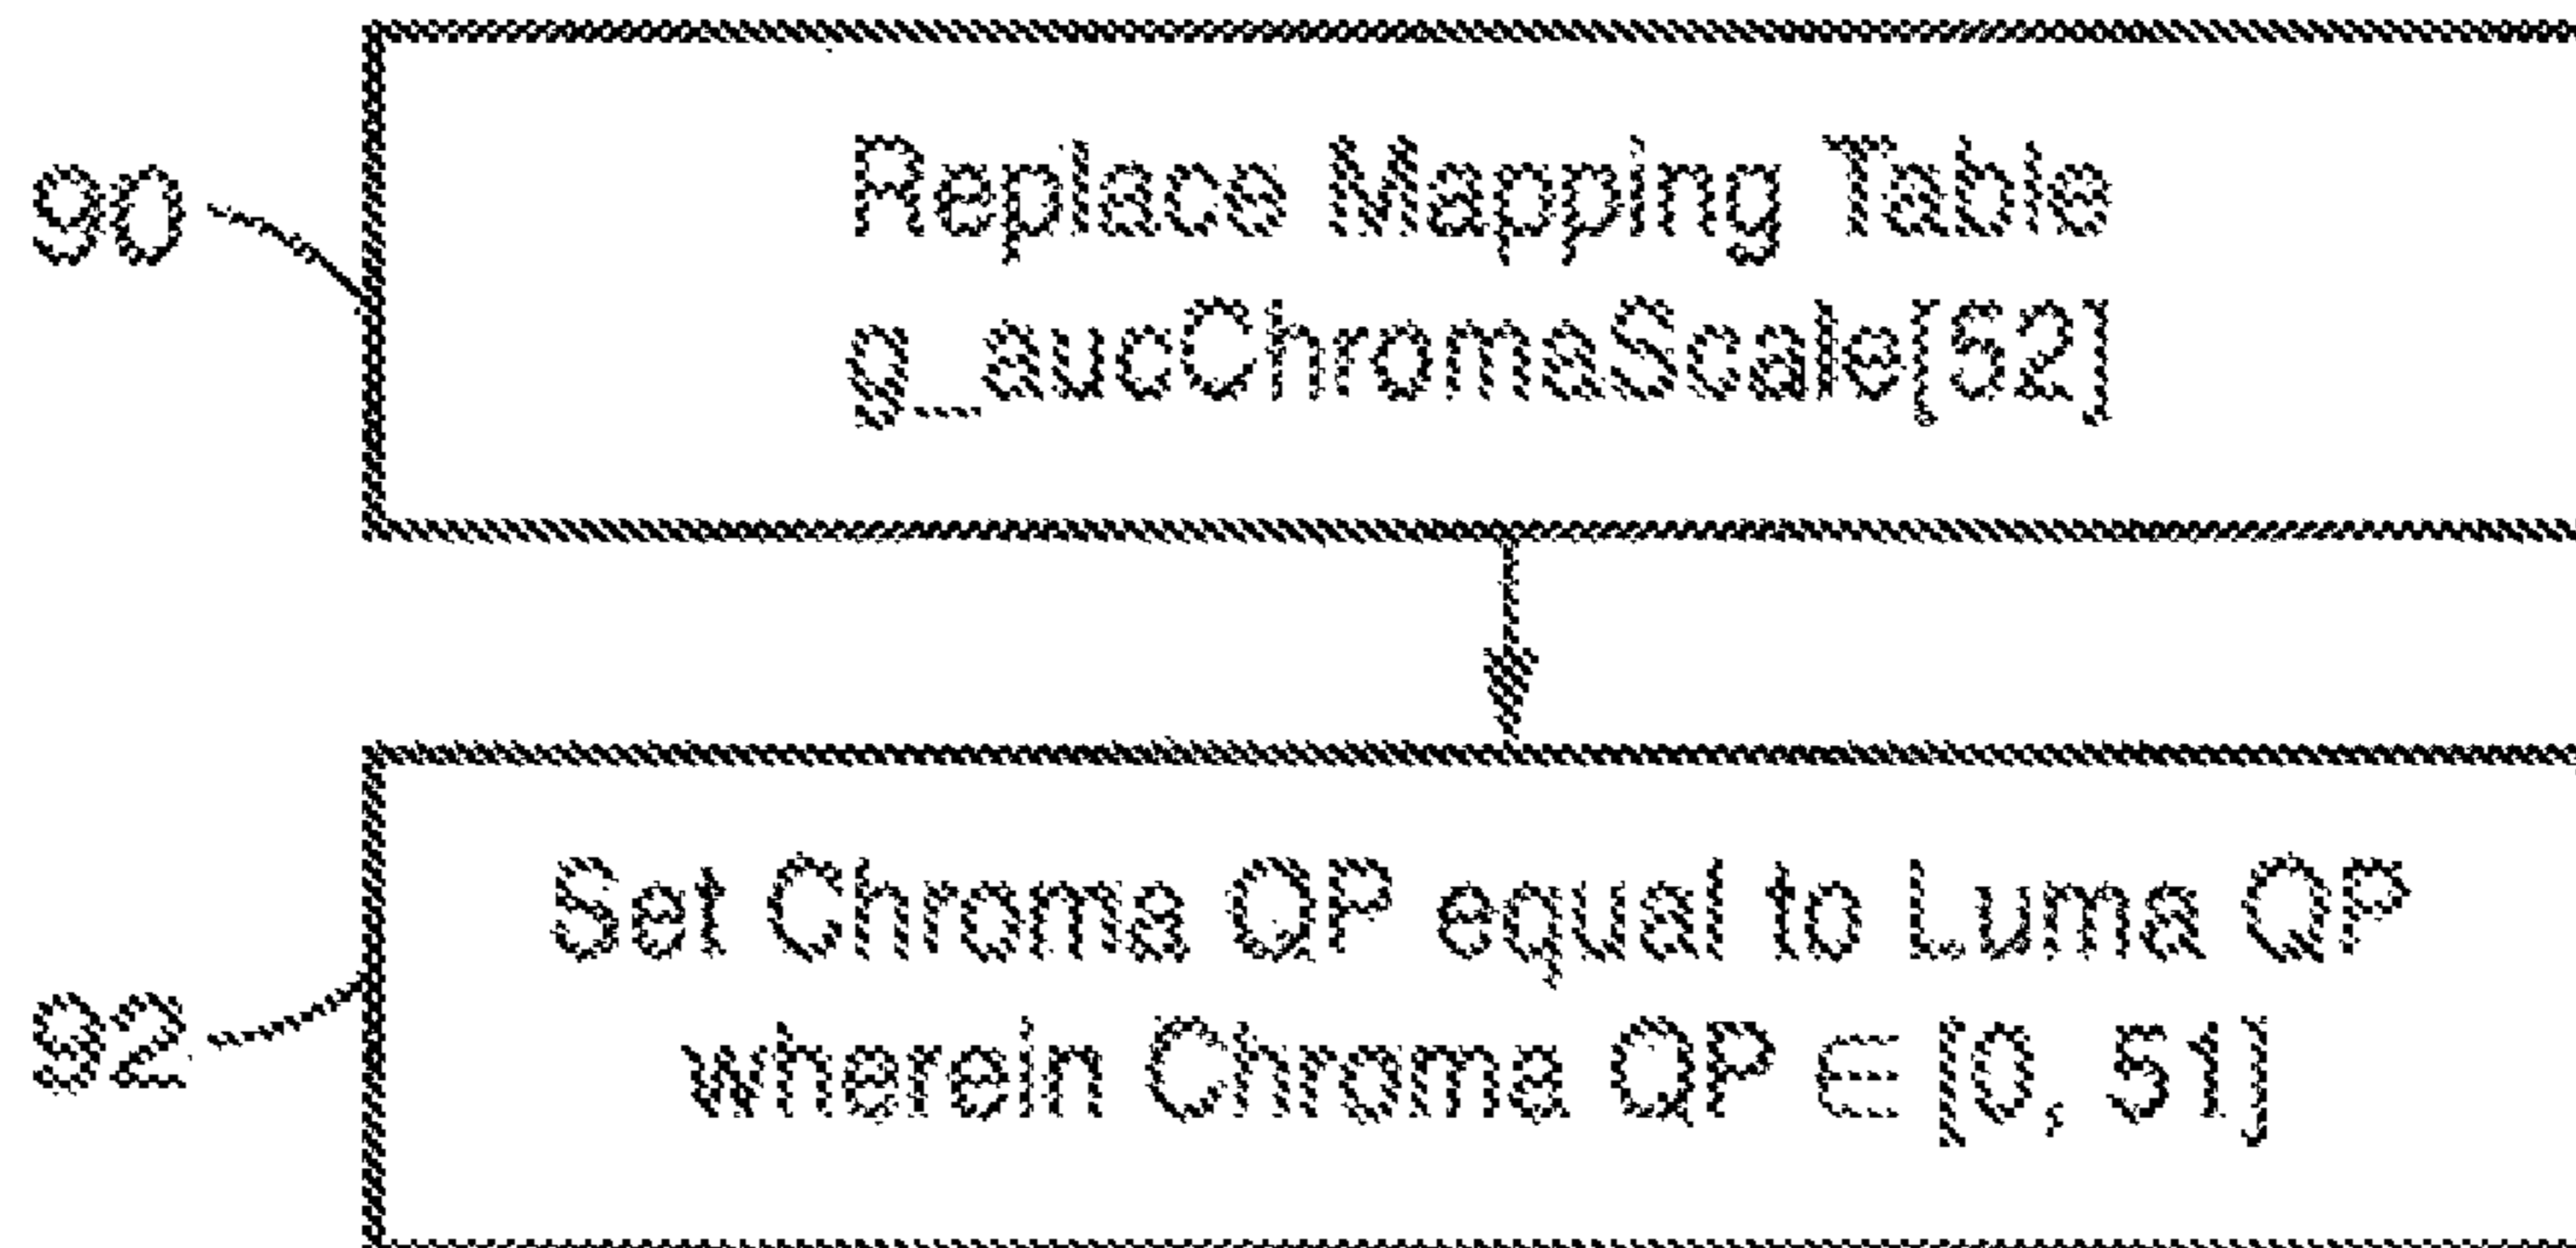 90
Replace Mapping Table
g_aucChromaScale[52]
92
Set Chroma QP equal to Luma QP
wherein Chroma QP ∈ [0, 51]